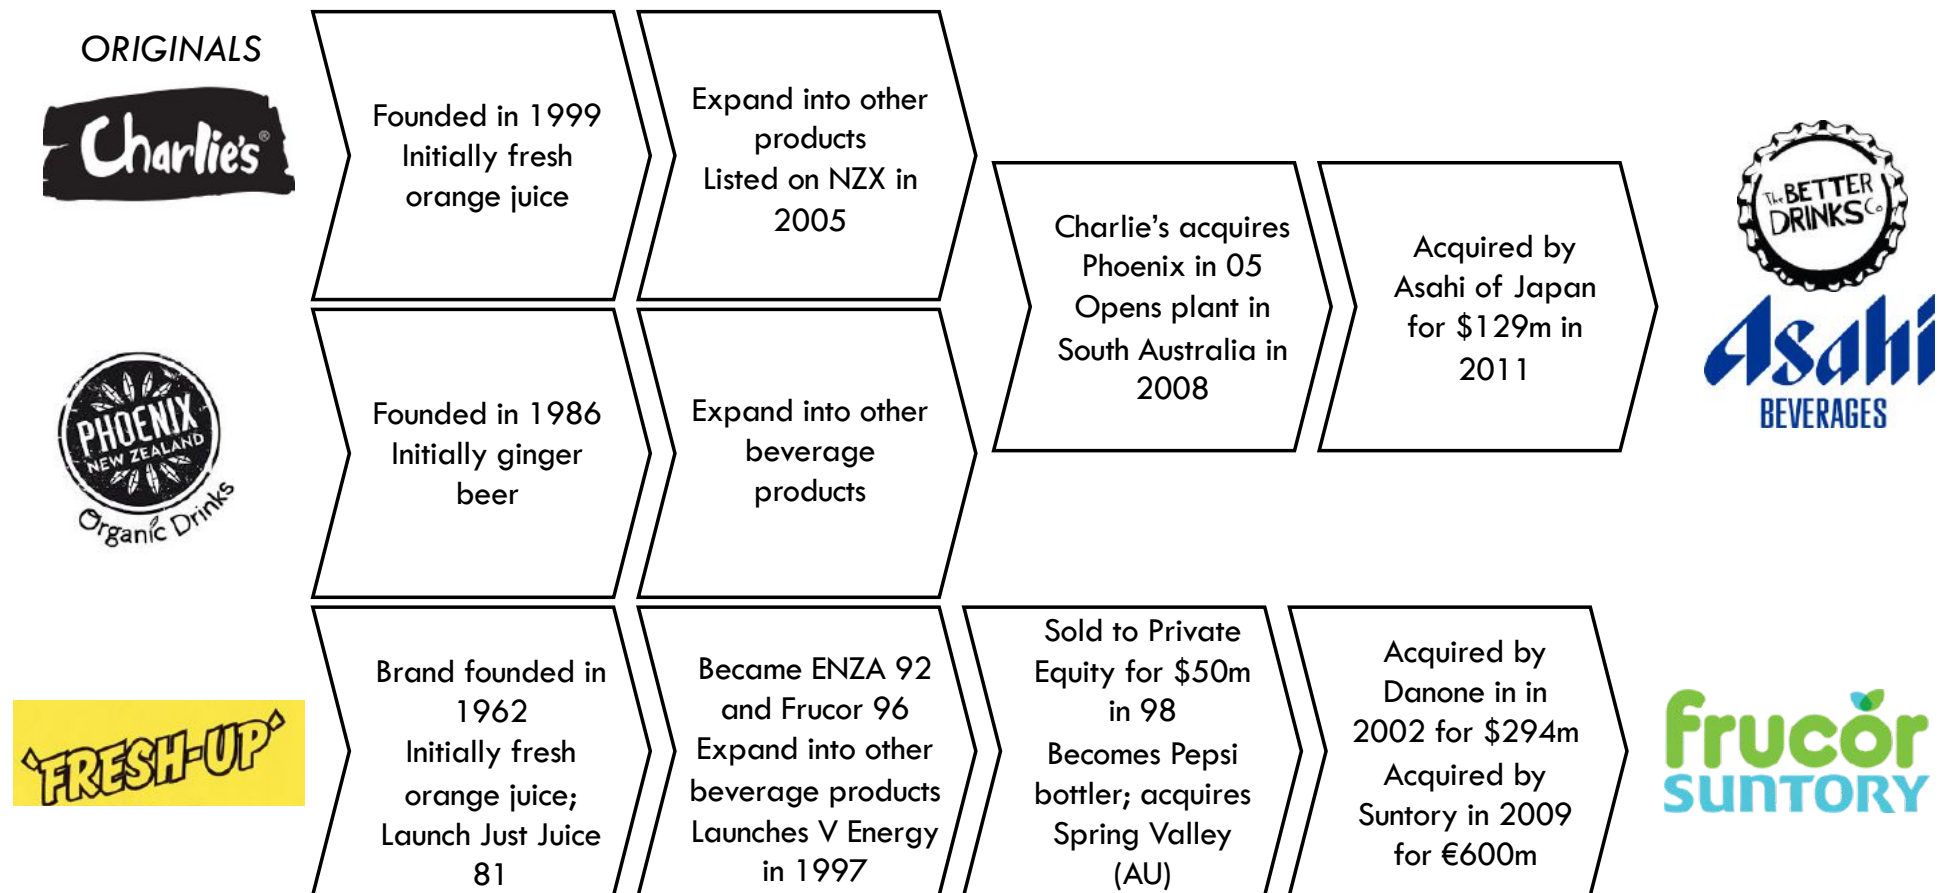 ORIGINALS
Charlie's®
Founded in 1999
Initially fresh
orange juice
Expand into other
products
Listed on NZX in
2005
Charlie’s acquires
Phoenix in 05
Opens plant in
South Australia in
2008
Acquired by
Asahi of Japan
for $129m in
2011
The BETTER
DRINKS Co
Asahi
BEVERAGES
PHOENIX
NEW ZEALAND
Organic Drinks
Founded in 1986
Initially ginger
beer
Expand into other
beverage
products
'FRESH-UP'
Brand founded in
1962
Initially fresh
orange juice;
Launch Just Juice
81
Became ENZA 92
and Frucor 96
Expand into other
beverage products
Launches V Energy
in 1997
Sold to Private
Equity for $50m
in 98
Becomes Pepsi
bottler; acquires
Spring Valley
(AU)
Acquired by
Danone in in
2002 for $294m
Acquired by
Suntory in 2009
for €600m
frucor
SUNTORY